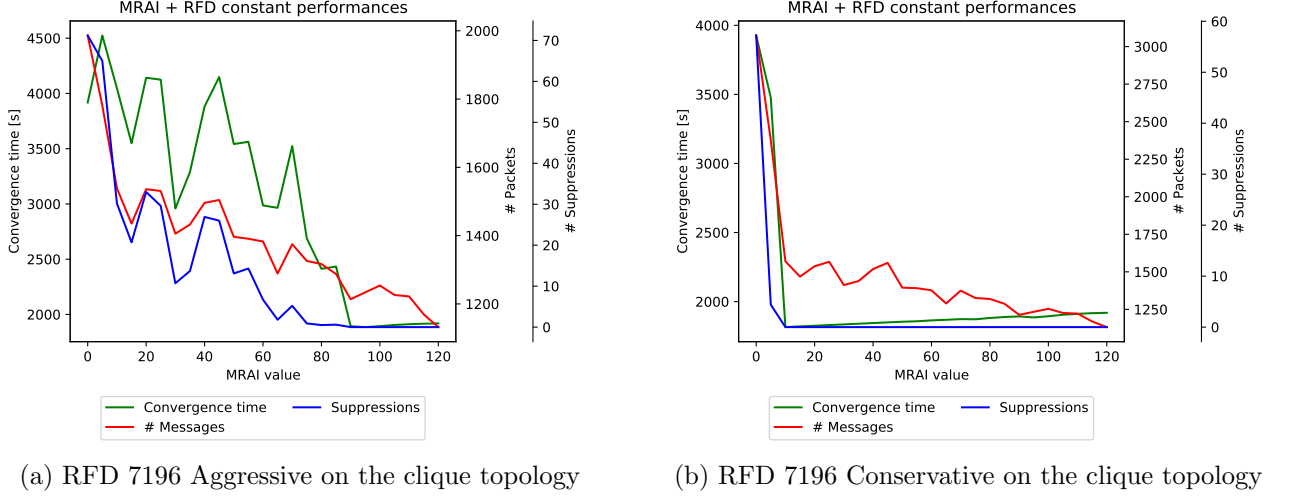 MRAI + RFD constant performances
4500
4000
3500
3000
2500
2000
Convergence time [s]
0
20
40
60
80
100
120
MRAI value
2000
1800
1600
1400
1200
# Packets
70
60
50
40
30
20
10
0
# Suppressions
Convergence time
Suppressions
# Messages
(a) RFD 7196 Aggressive on the clique topology
MRAI + RFD constant performances
4000
3500
3000
2500
2000
Convergence time [s]
0
20
40
60
80
100
120
MRAI value
3000
2750
2500
2250
2000
1750
1500
1250
# Packets
60
50
40
30
20
10
0
# Suppressions
Convergence time
Suppressions
# Messages
(b) RFD 7196 Conservative on the clique topology